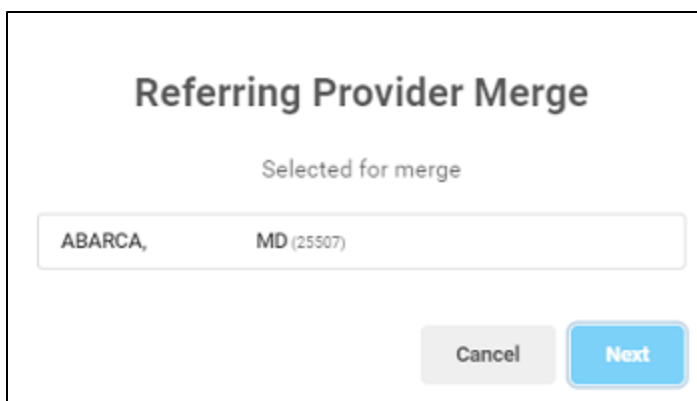 Referring Provider Merge
Selected for merge
ABARCA, MD (25507)
Cancel Next